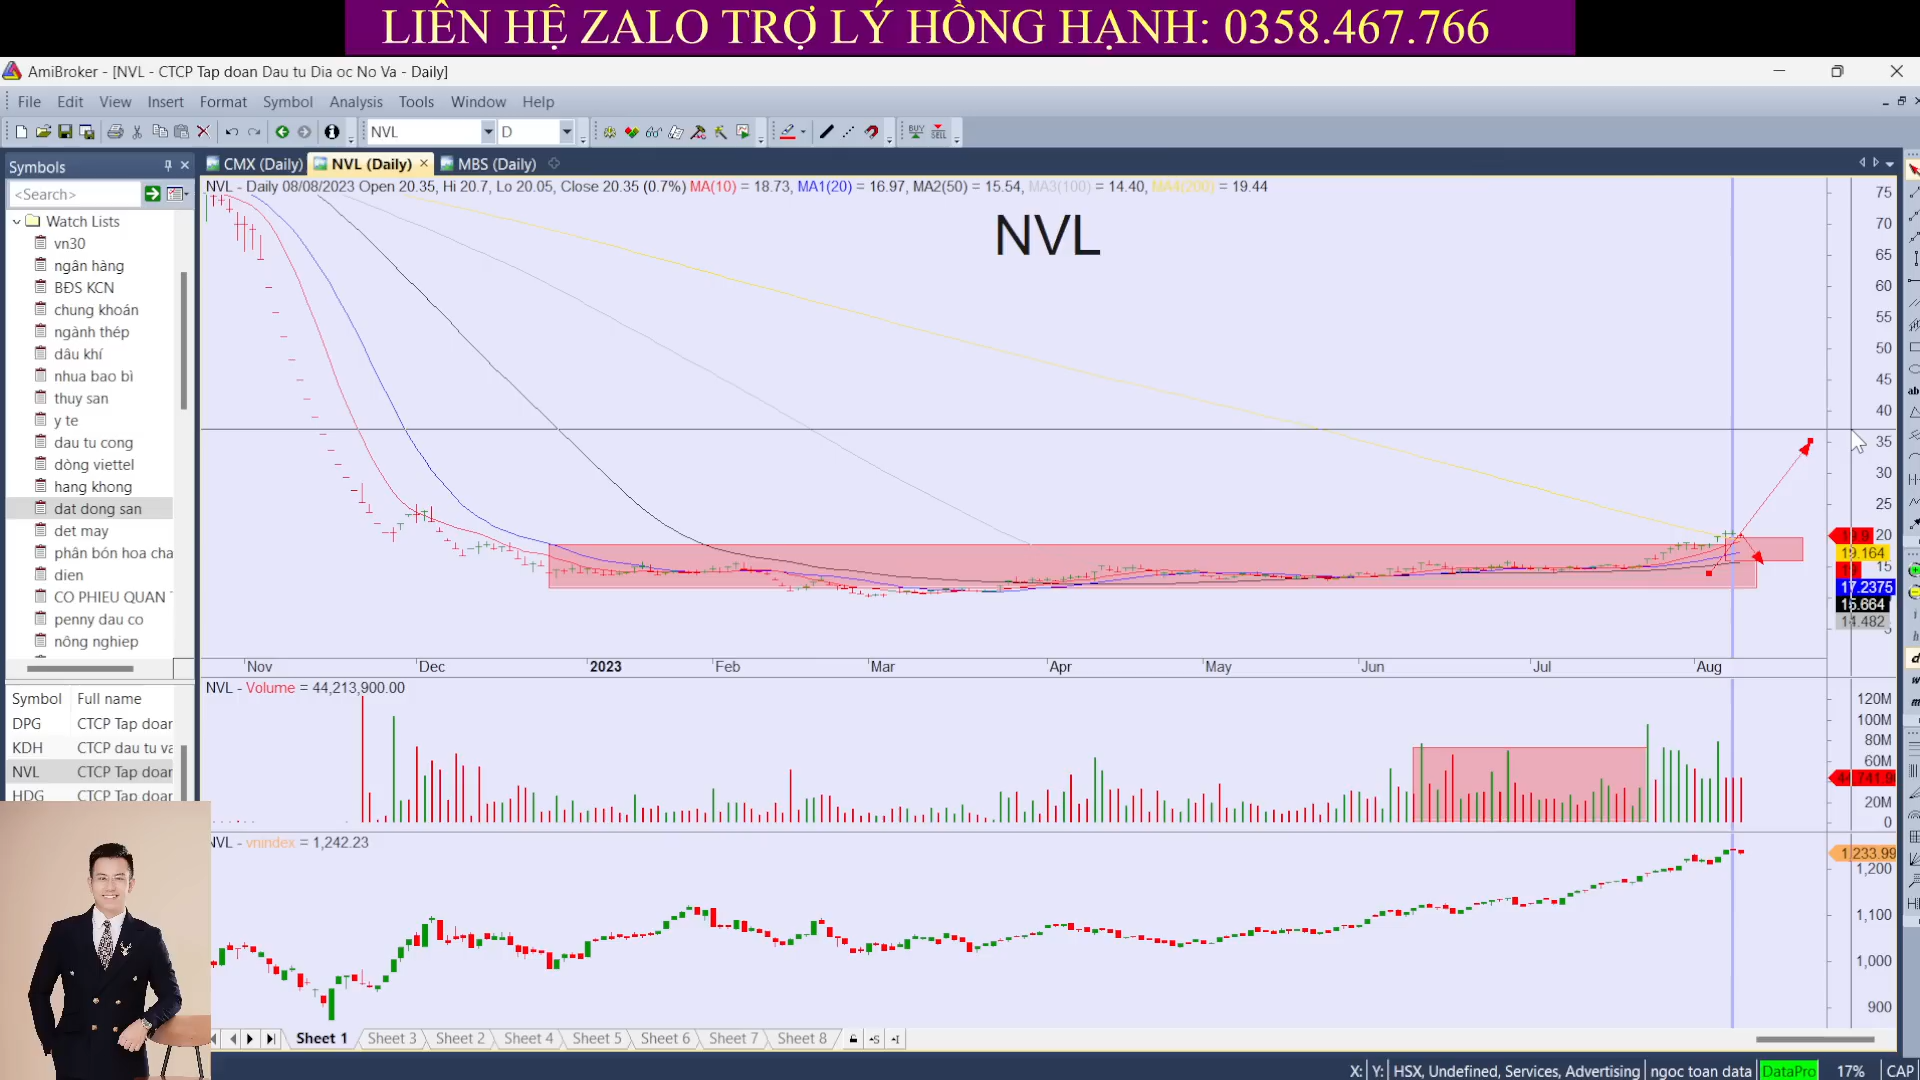 LIÊN HỆ ZALO TRỢ LÝ HỒNG HẠNH: 0358.467.766
AmiBroker - [NVL - CTCP Tap doan Dau tu Dia oc No Va - Daily]
File Edit View Insert Format Symbol Analysis Tools Window Help
NVL D BUY SELL
Symbols
CMX (Daily) NVL (Daily) MBS (Daily)
<Search>
NVL - Daily 08/08/2023 Open 20.35, Hi 20.7, Lo 20.05, Close 20.35 (0.7%) MA(10) = 18.73, MA1(20) = 16.97, MA2(50) = 15.54, MA3(100) = 14.40, MA4(200) = 19.44
NVL
Watch Lists
vn30
ngân hàng
BĐS KCN
chung khoán
ngành thép
dầu khí
nhua bao bì
thuy san
y te
dau tu cong
dòng viettel
hang khong
dat dong san
det may
phân bón hoa cha
dien
CO PHIEU QUAN
penny dau co
nông nghiep
75
70
65
60
55
50
45
40
35
30
25
20
19.164
15
17.2375
15.664
14.482
Nov Dec 2023 Feb Mar Apr May Jun Jul Aug
NVL - Volume = 44,213,900.00
120M
100M
80M
60M
20M
0
Symbol Full name
DPG CTCP Tap doar
KDH CTCP dau tu va
NVL CTCP Tap doar
HDG CTCP Tap doar
NVL - vnindex = 1,242.23
1,233.99
1,200
1,100
1,000
900
Sheet 1 Sheet 3 Sheet 2 Sheet 4 Sheet 5 Sheet 6 Sheet 7 Sheet 8
X: Y: HSX, Undefined, Services, Advertising ngoc toan data DataPro 17% CAP